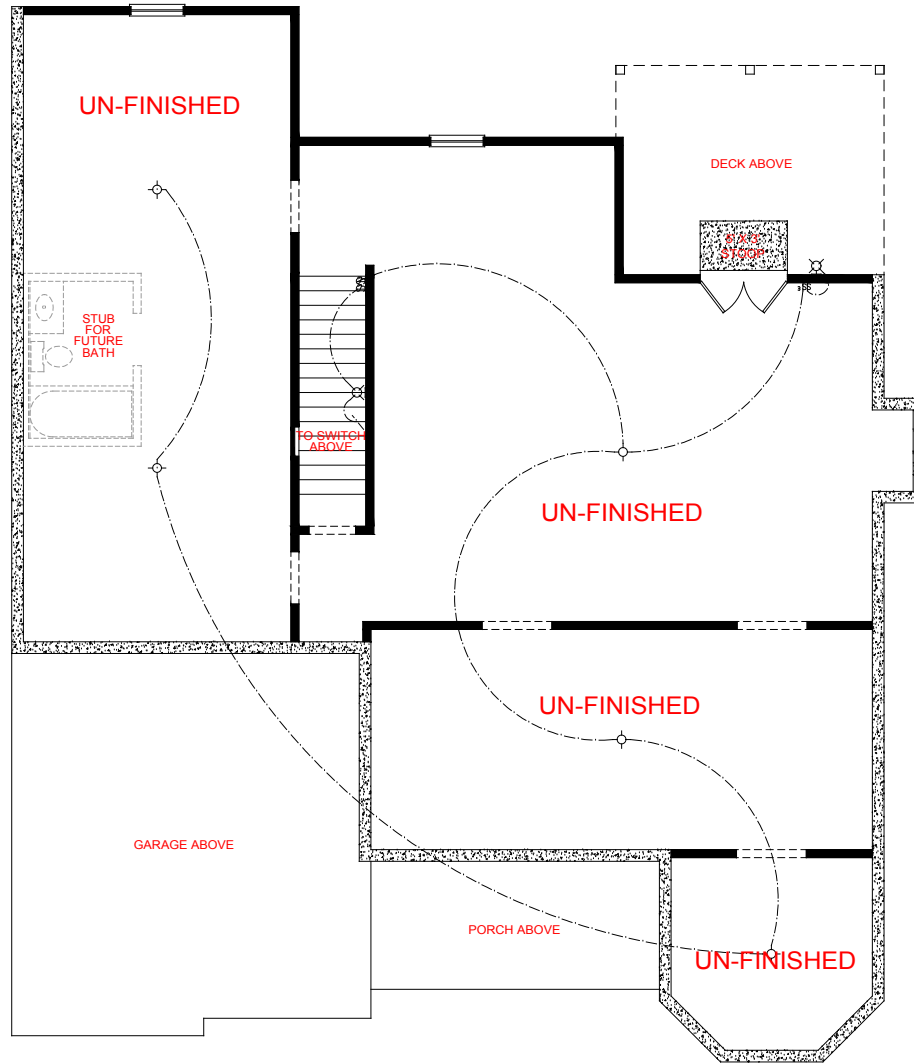 UN-FINISHED
DECK ABOVE
STOOP
STUB
FOR
FUTURE
BATH
TO SWITCH
ABOVE
UN-FINISHED
UN-FINISHED
GARAGE ABOVE
PORCH ABOVE
UN-FINISHED